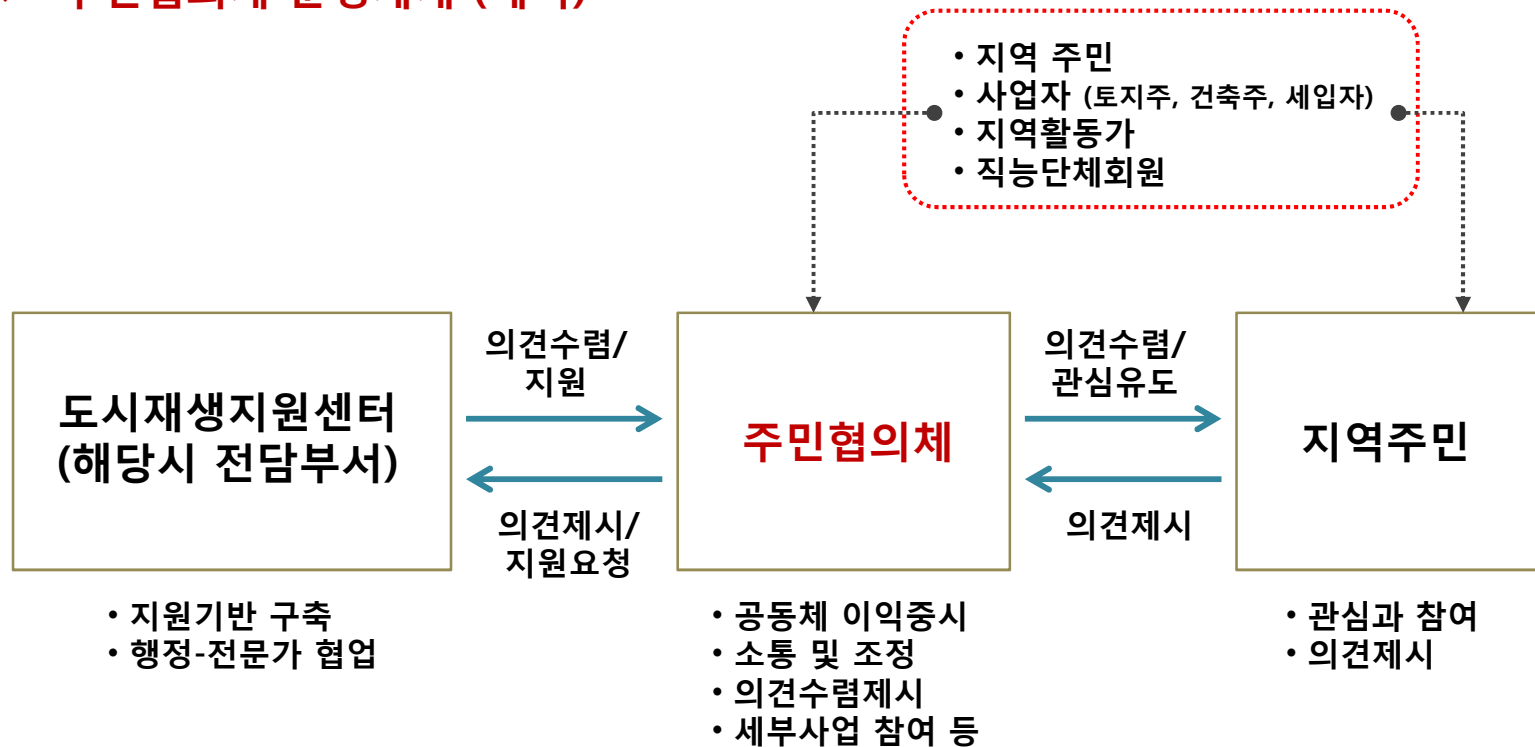 • 지역 주민
• 사업자 (토지주, 건축주, 세입자)
• 지역활동가
• 직능단체회원
의견수렴/
지원
의견수렴/
관심유도
도시재생지원센터
(해당시 전담부서)
주민협의체
지역주민
의견제시/
지원요청
의견제시
• 지원기반 구축
• 행정-전문가 협업
• 공동체 이익중시
• 소통 및 조정
• 의견수렴제시
• 세부사업 참여 등
• 관심과 참여
• 의견제시